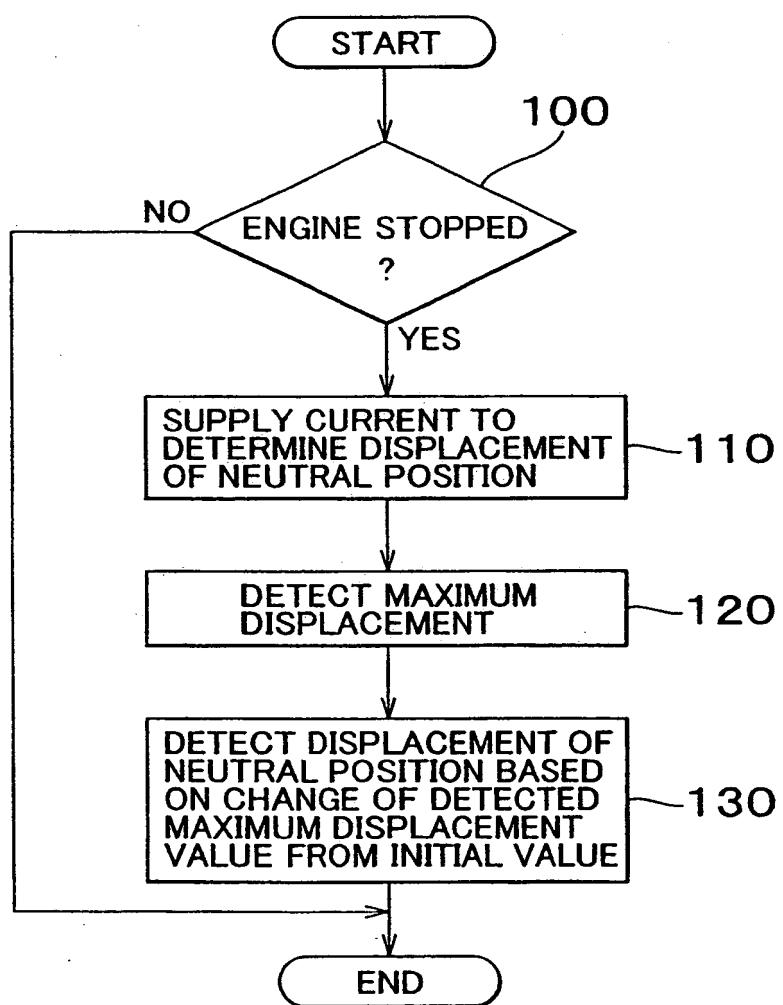 START
100
NO
ENGINE STOPPED
?
YES
SUPPLY CURRENT TO
DETERMINE DISPLACEMENT
OF NEUTRAL POSITION
110
DETECT MAXIMUM
DISPLACEMENT
120
DETECT DISPLACEMENT OF
NEUTRAL POSITION BASED
ON CHANGE OF DETECTED
MAXIMUM DISPLACEMENT
VALUE FROM INITIAL VALUE
130
END